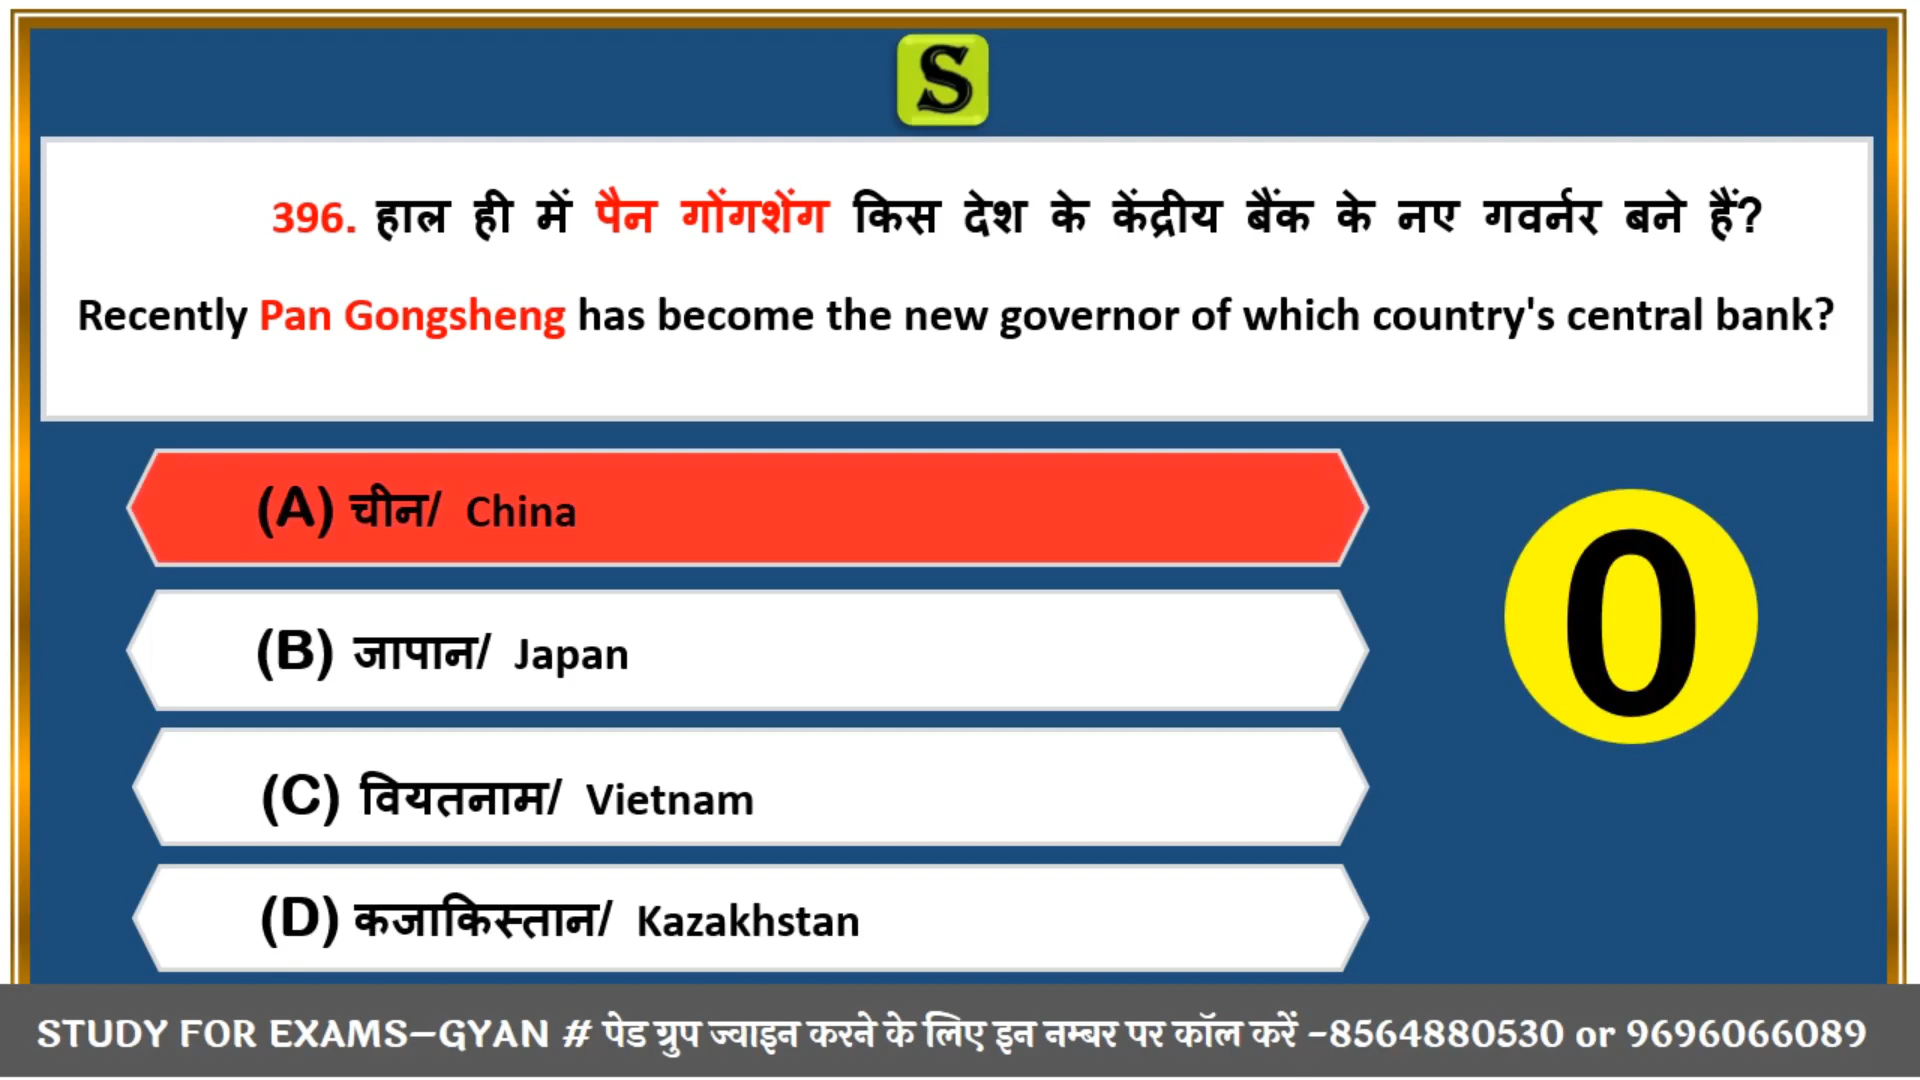 S
396. हाल ही में पैन गोंगशेंग किस देश के केंद्रीय बैंक के नए गवर्नर बने हैं?
Recently Pan Gongsheng has become the new governor of which country's central bank?
(A) चीन/ China
(B) जापान/ Japan
0
(C) वियतनाम/ Vietnam
(D) कजाकिस्तान/ Kazakhstan
STUDY FOR EXAMS–GYAN # पेड ग्रुप ज्वाइन करने के लिए इन नम्बर पर कॉल करें –8564880530 or 9696066089